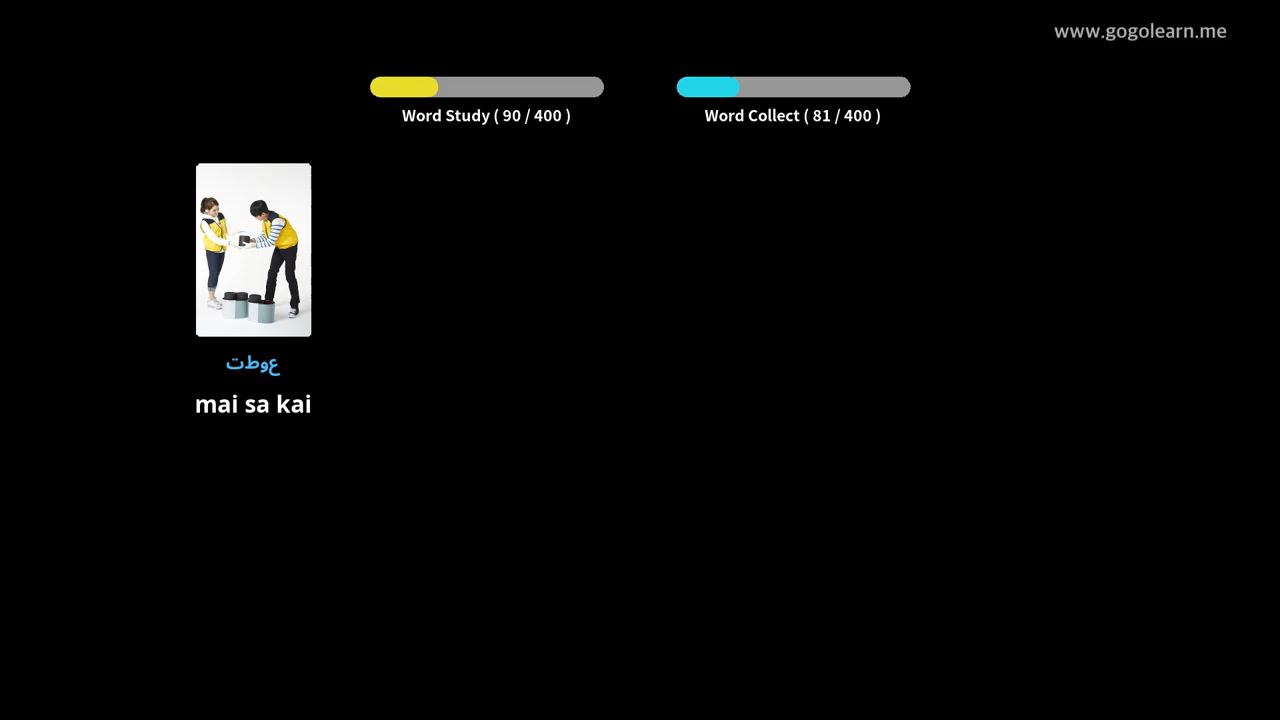 www.gogolearn.me
Word Study ( 90 / 400 )
Word Collect ( 81 / 400 )
عوطت
mai sa kai